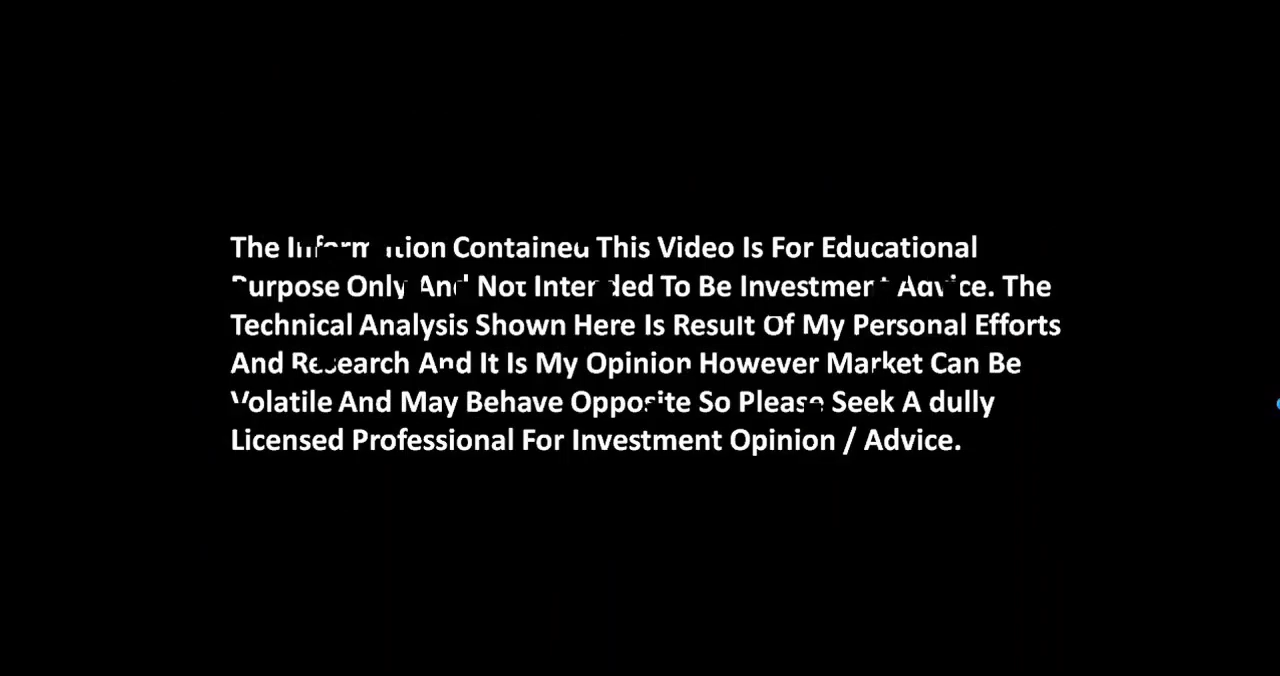 The Information Contained This Video Is For Educational
Purpose Only And Not Intended To Be Investment Advice. The
Technical Analysis Shown Here Is Result Of My Personal Efforts
And Research And It Is My Opinion However Market Can Be
Volatile And May Behave Opposite So Please Seek A dully
Licensed Professional For Investment Opinion / Advice.